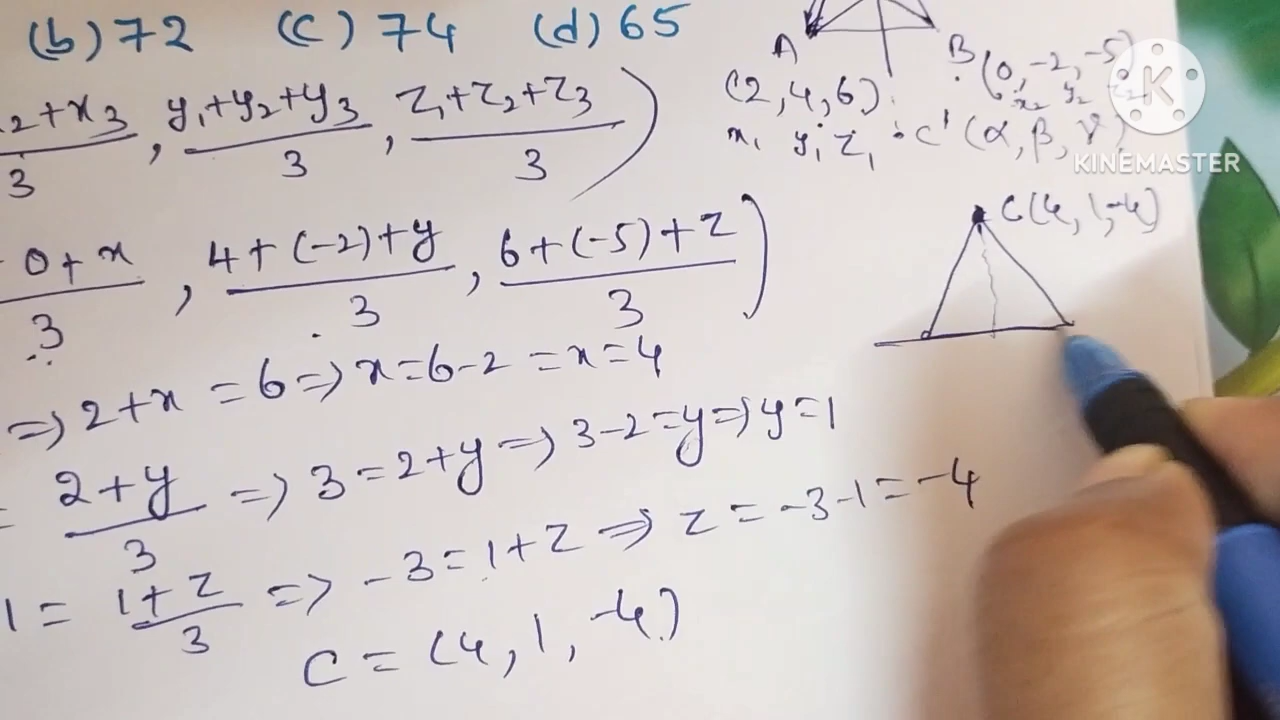 (b) 72 (c) 74 (d) 65
2+x3/3, y1+y2+y3/3, z1+z2+z3/3)
0+x/3, 4+(-2)+y/3, 6+(-5)+z/3)
=> 2+x = 6 => x=6-2 = x=4
= 2+y/3 => 3=2+y => 3-2=y => y=1
1 = 1+z/3 => -3=1+z => z=-3-1=-4
C = (4, 1, -4)
A
B (0, -2, -5)
x2 y2 z2
(2, 4, 6)
x1 y1 z1
C' (α, β, γ)
K
KINEMASTER
C(4, 1, -4)